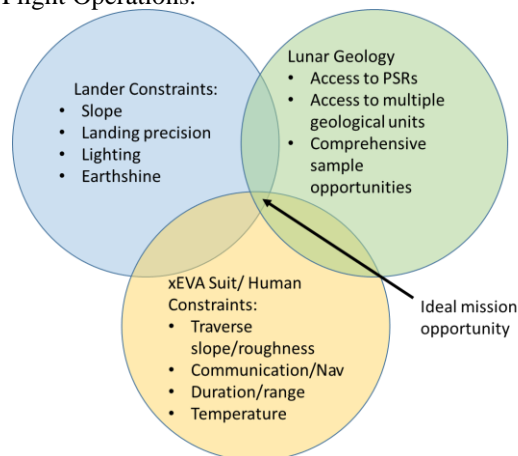 Flight Operations.
Lander Constraints:
• Slope
• Landing precision
• Lighting
• Earthshine
Lunar Geology
• Access to PSRs
• Access to multiple
geological units
• Comprehensive
sample
opportunities
xEVA Suit/ Human
Constraints:
• Traverse
slope/roughness
• Communication/Nav
• Duration/range
• Temperature
Ideal mission
opportunity